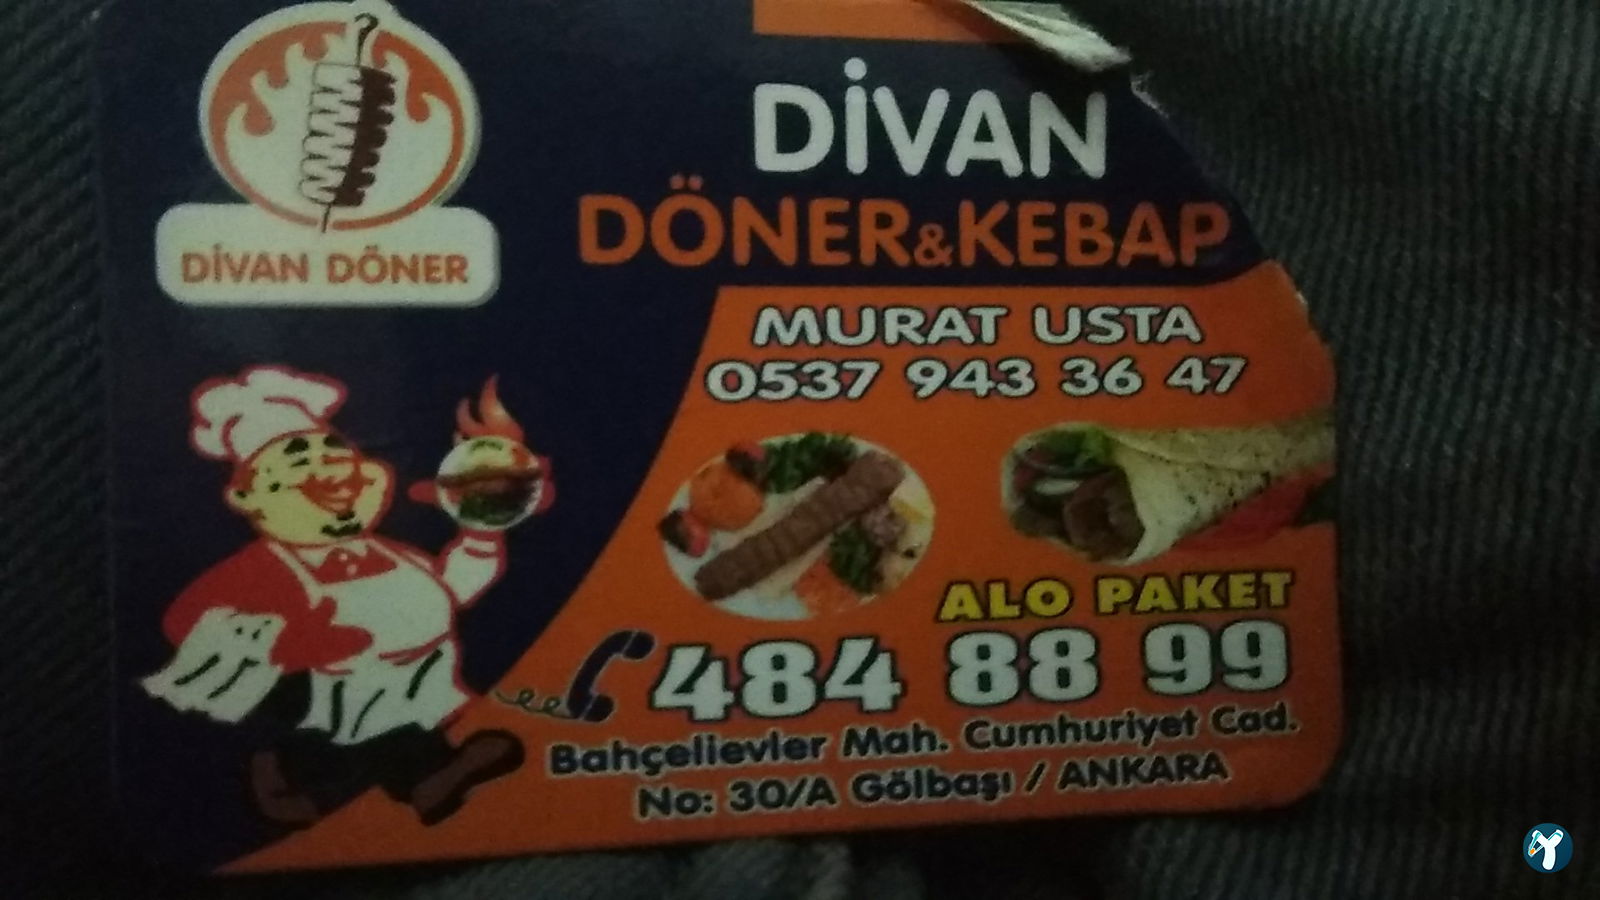 DİVAN DÖNER
DİVAN
DÖNER&KEBAP
MURAT USTA
0537 943 36 47
ALO PAKET
484 88 99
Bahçelievler Mah. Cumhuriyet Cad.
No: 30/A Gölbaşı / ANKARA